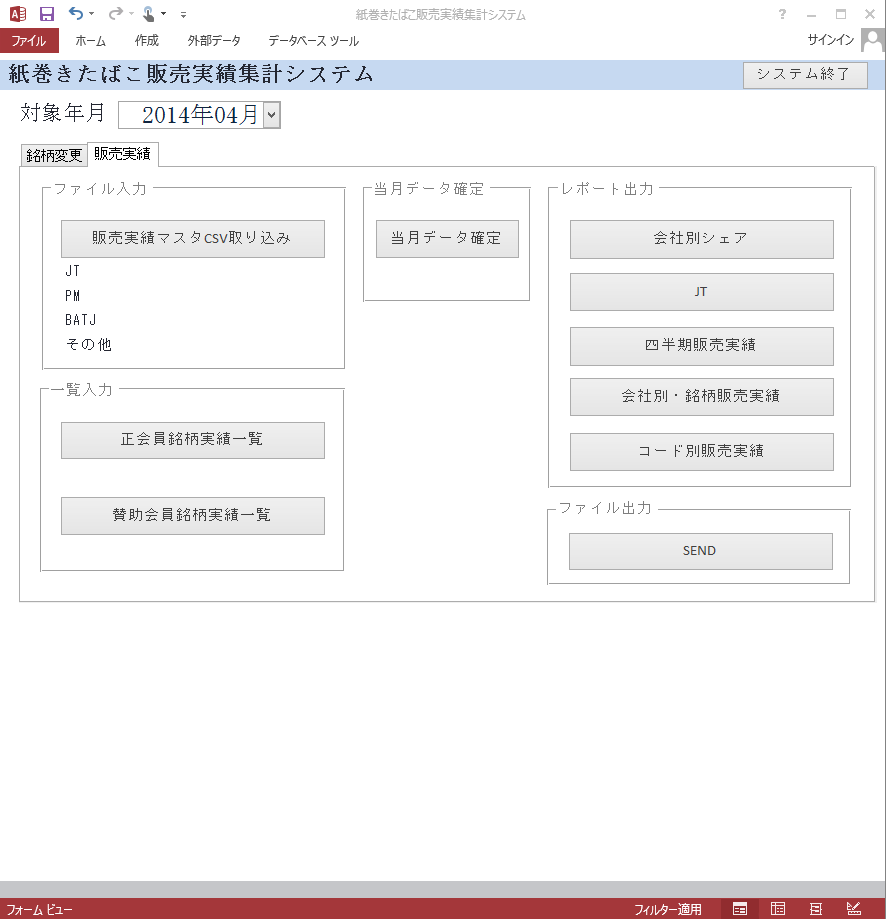 紙巻きたばこ販売実績集計システム
?
ファイル ホーム 作成 外部データ データベース ツール サインイン
紙巻きたばこ販売実績集計システム システム終了
対象年月 2014年04月
銘柄変更 販売実績
ファイル入力
販売実績マスタCSV取り込み
JT
PM
BATJ
その他
一覧入力
正会員銘柄実績一覧
賛助会員銘柄実績一覧
当月データ確定
当月データ確定
レポート出力
会社別シェア
JT
四半期販売実績
会社別・銘柄販売実績
コード別販売実績
ファイル出力
SEND
フォーム ビュー フィルター適用